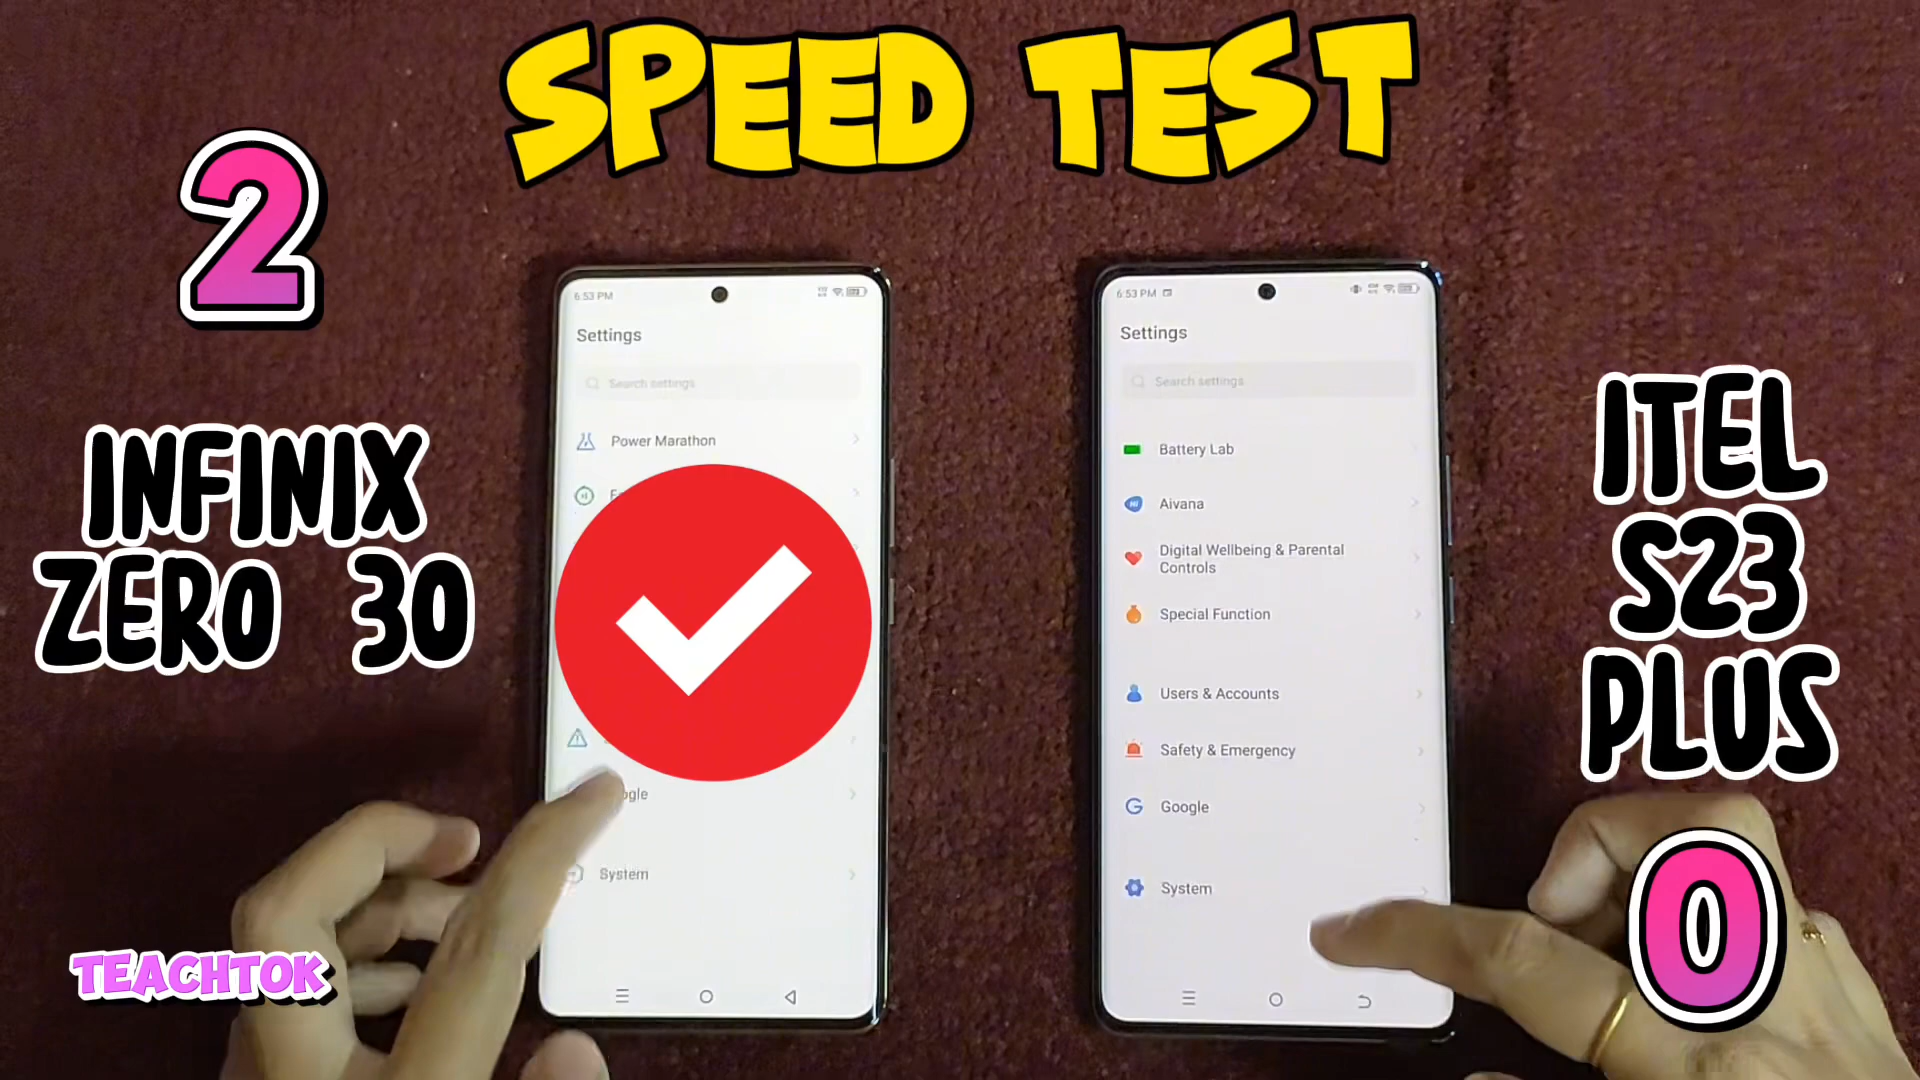 SPEED TEST
2
INFINIX
ZERO 30
6:53 PM
Settings
Search settings
Power Marathon
System
TEACHTOK
6:53 PM
Settings
Search settings
Battery Lab
Aivana
Digital Wellbeing & Parental
Controls
Special Function
Users & Accounts
Safety & Emergency
Google
System
ITEL
S23
PLUS
0